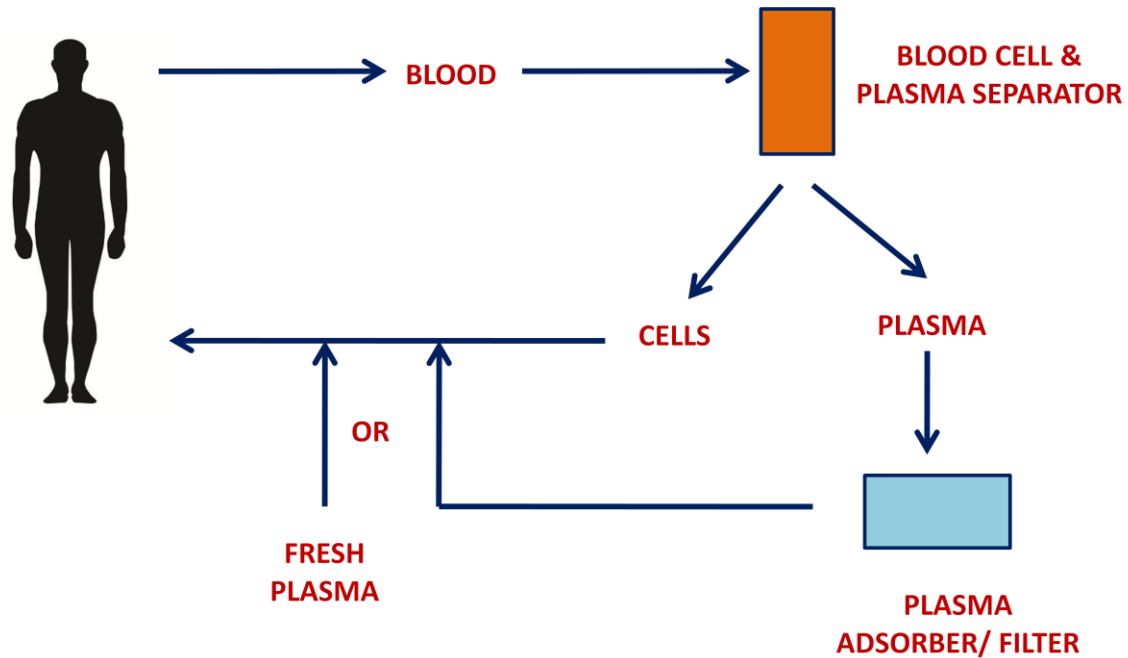 BLOOD
BLOOD CELL &
PLASMA SEPARATOR
CELLS
PLASMA
OR
FRESH
PLASMA
PLASMA
ADSORBER/ FILTER